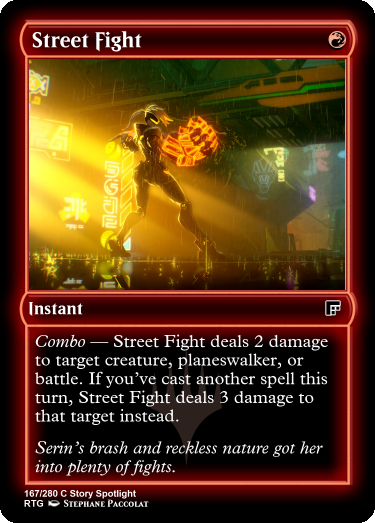 Street Fight
Instant
Combo — Street Fight deals 2 damage
to target creature, planeswalker, or
battle. If you've cast another spell this
turn, Street Fight deals 3 damage to
that target instead.
Serin's brash and reckless nature got her
into plenty of fights.
167/280 C Story Spotlight
RTG Stephane Paccolat